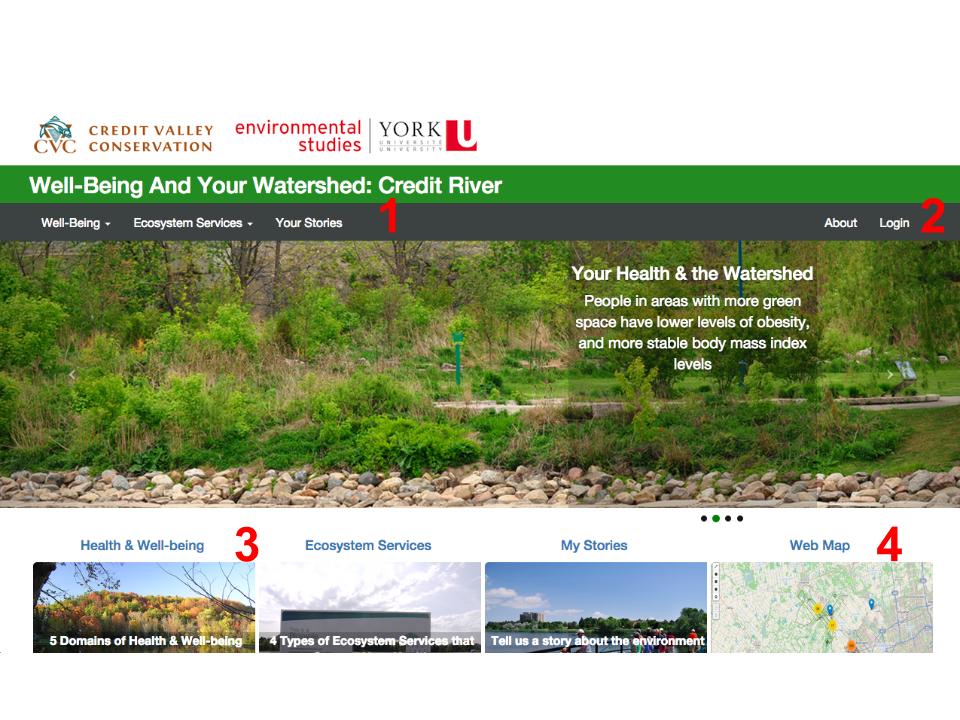 CVC
CREDIT VALLEY
CONSERVATION
environmental
studies
YORK
UNIVERSITÉ
UNIVERSITY
U
Well-Being And Your Watershed: Credit River
Well-Being Ecosystem Services Your Stories 1 About Login 2
Your Health & the Watershed
People in areas with more green
space have lower levels of obesity,
and more stable body mass index
levels
Health & Well-being 3 Ecosystem Services My Stories Web Map 4
5 Domains of Health & Well-being 4 Types of Ecosystem Services that Tell us a story about the environment